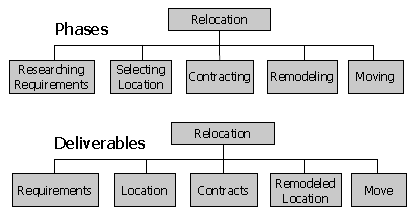 Phases
Relocation
Researching Requirements
Selecting Location
Contracting
Remodeling
Moving
Deliverables
Relocation
Requirements
Location
Contracts
Remodeled Location
Move